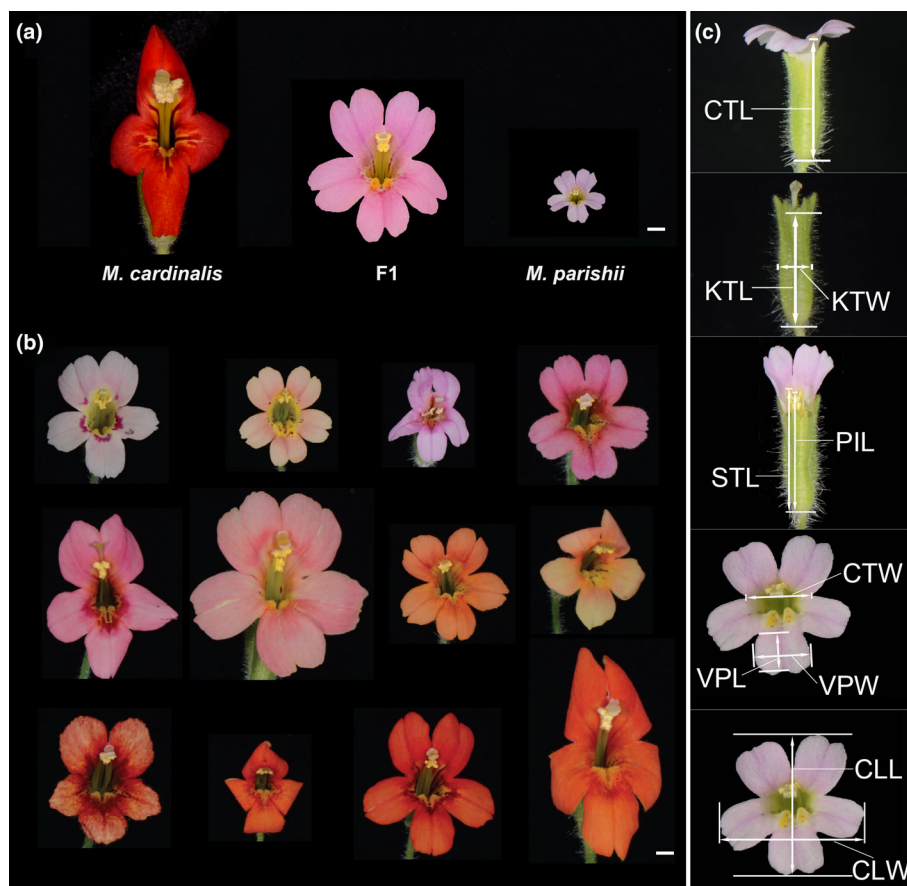 (a)
M. cardinalis
F1
M. parishii
(b)
(c)
CTL
KTL
KTW
PIL
STL
CTW
VPL
VPW
CLL
CLW